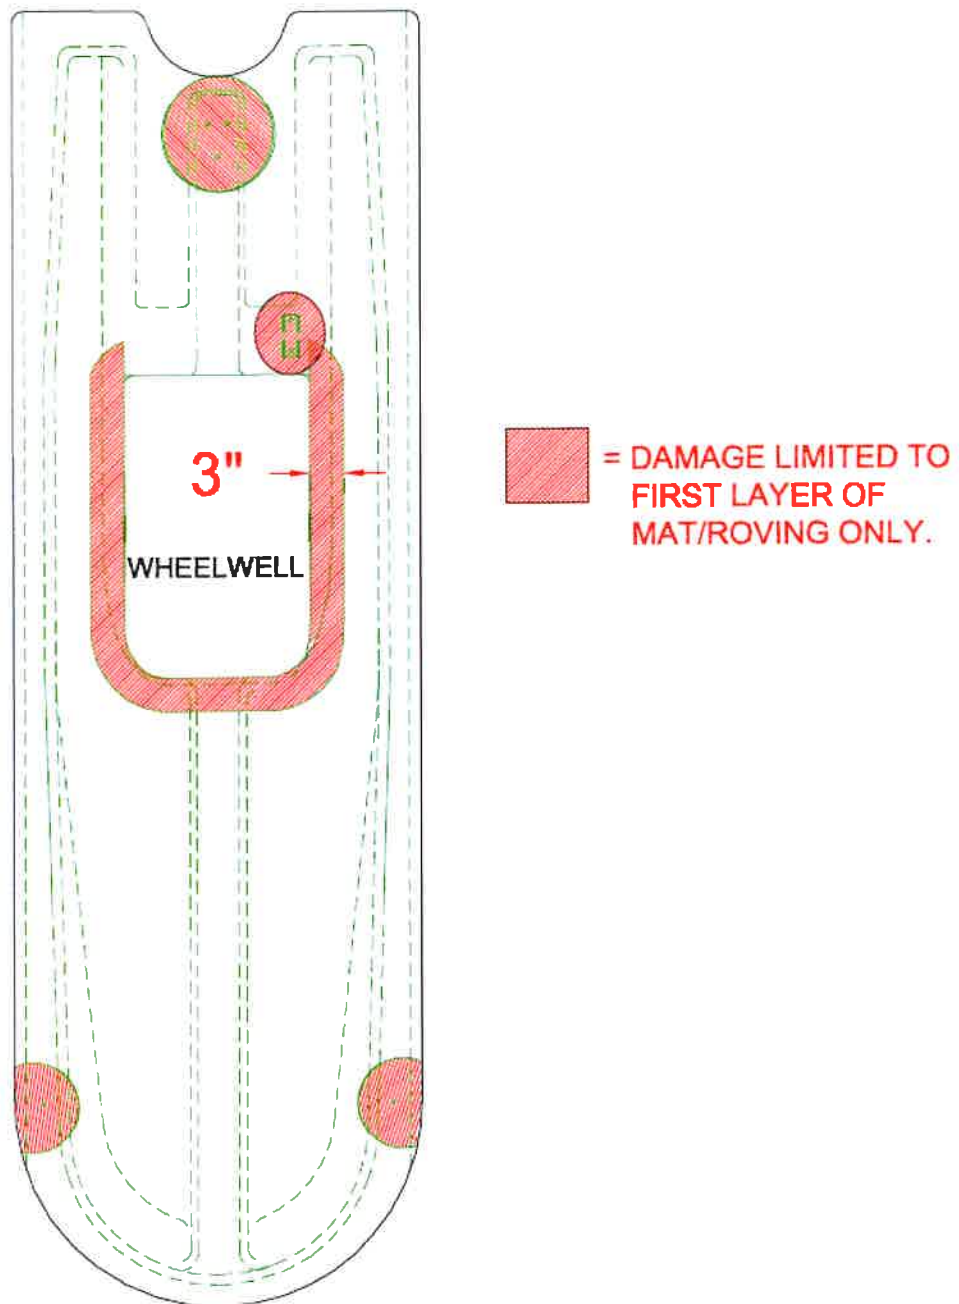 3"
WHEELWELL
= DAMAGE LIMITED TO
FIRST LAYER OF
MAT/ROVING ONLY.